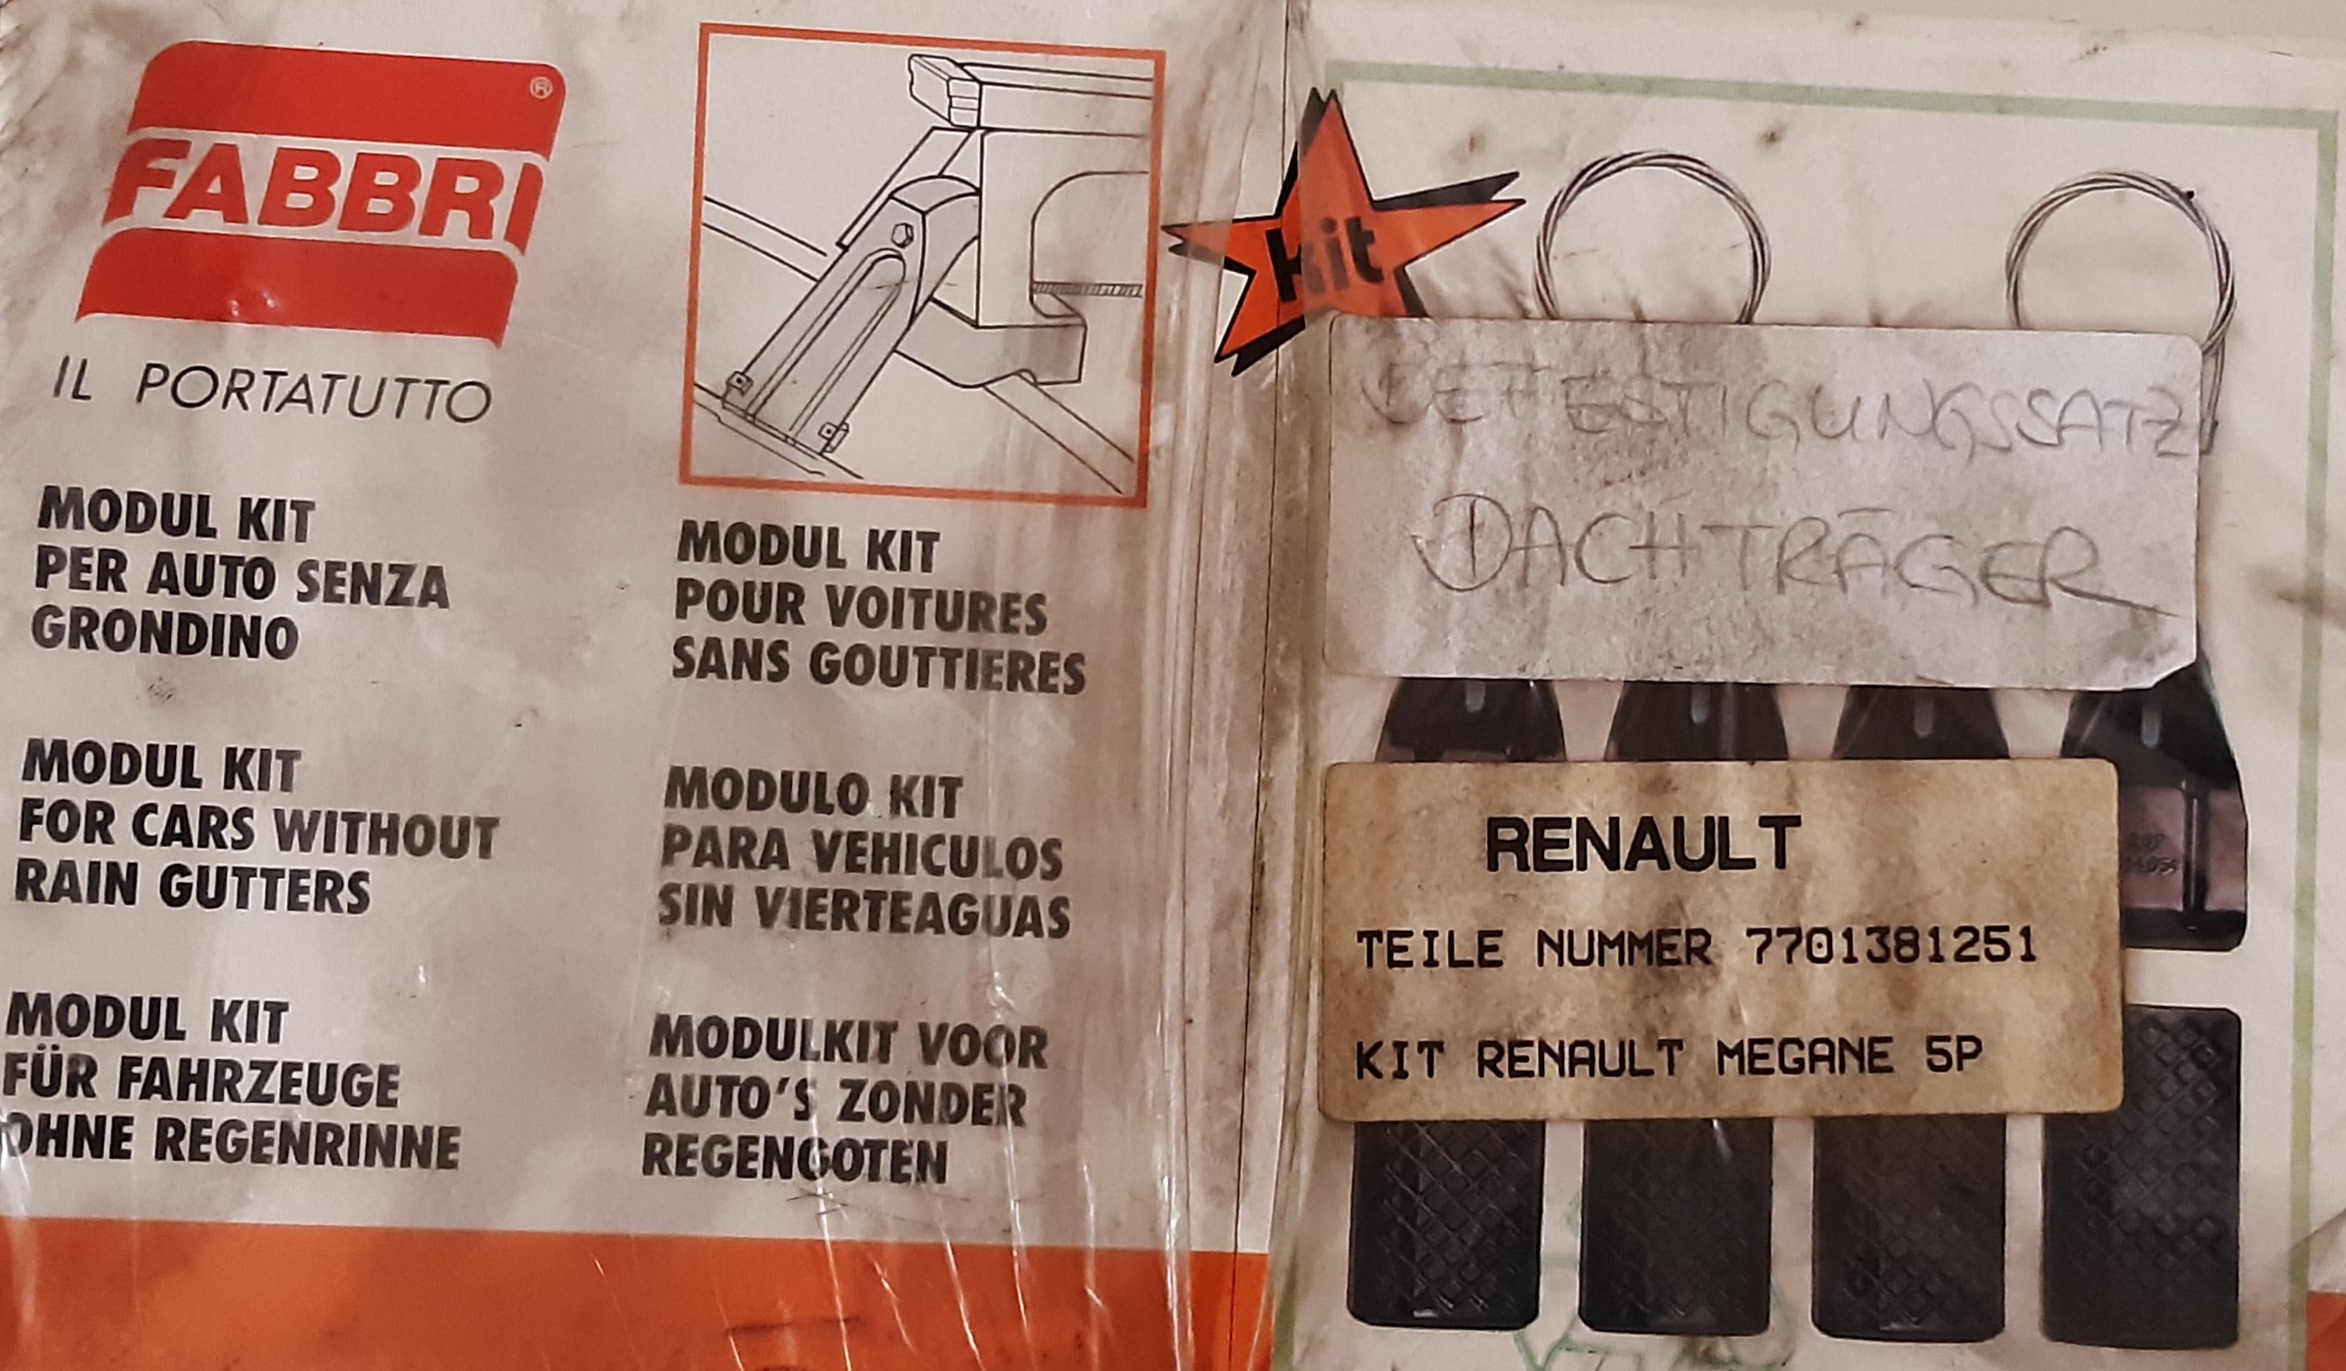 FABBRI
®
IL PORTATUTTO
MODUL KIT
PER AUTO SENZA
GRONDINO
MODUL KIT
FOR CARS WITHOUT
RAIN GUTTERS
MODUL KIT
FÜR FAHRZEUGE
OHNE REGENRINNE
MODUL KIT
POUR VOITURES
SANS GOUTTIERES
MODULO KIT
PARA VEHICULOS
SIN VIERTEAGUAS
MODULKIT VOOR
AUTO'S ZONDER
REGENGOTEN
Kit
BEFESTIGUNGSSATZ
DACHTRÄGER
RENAULT
TEILE NUMMER 7701381251
KIT RENAULT MEGANE 5P